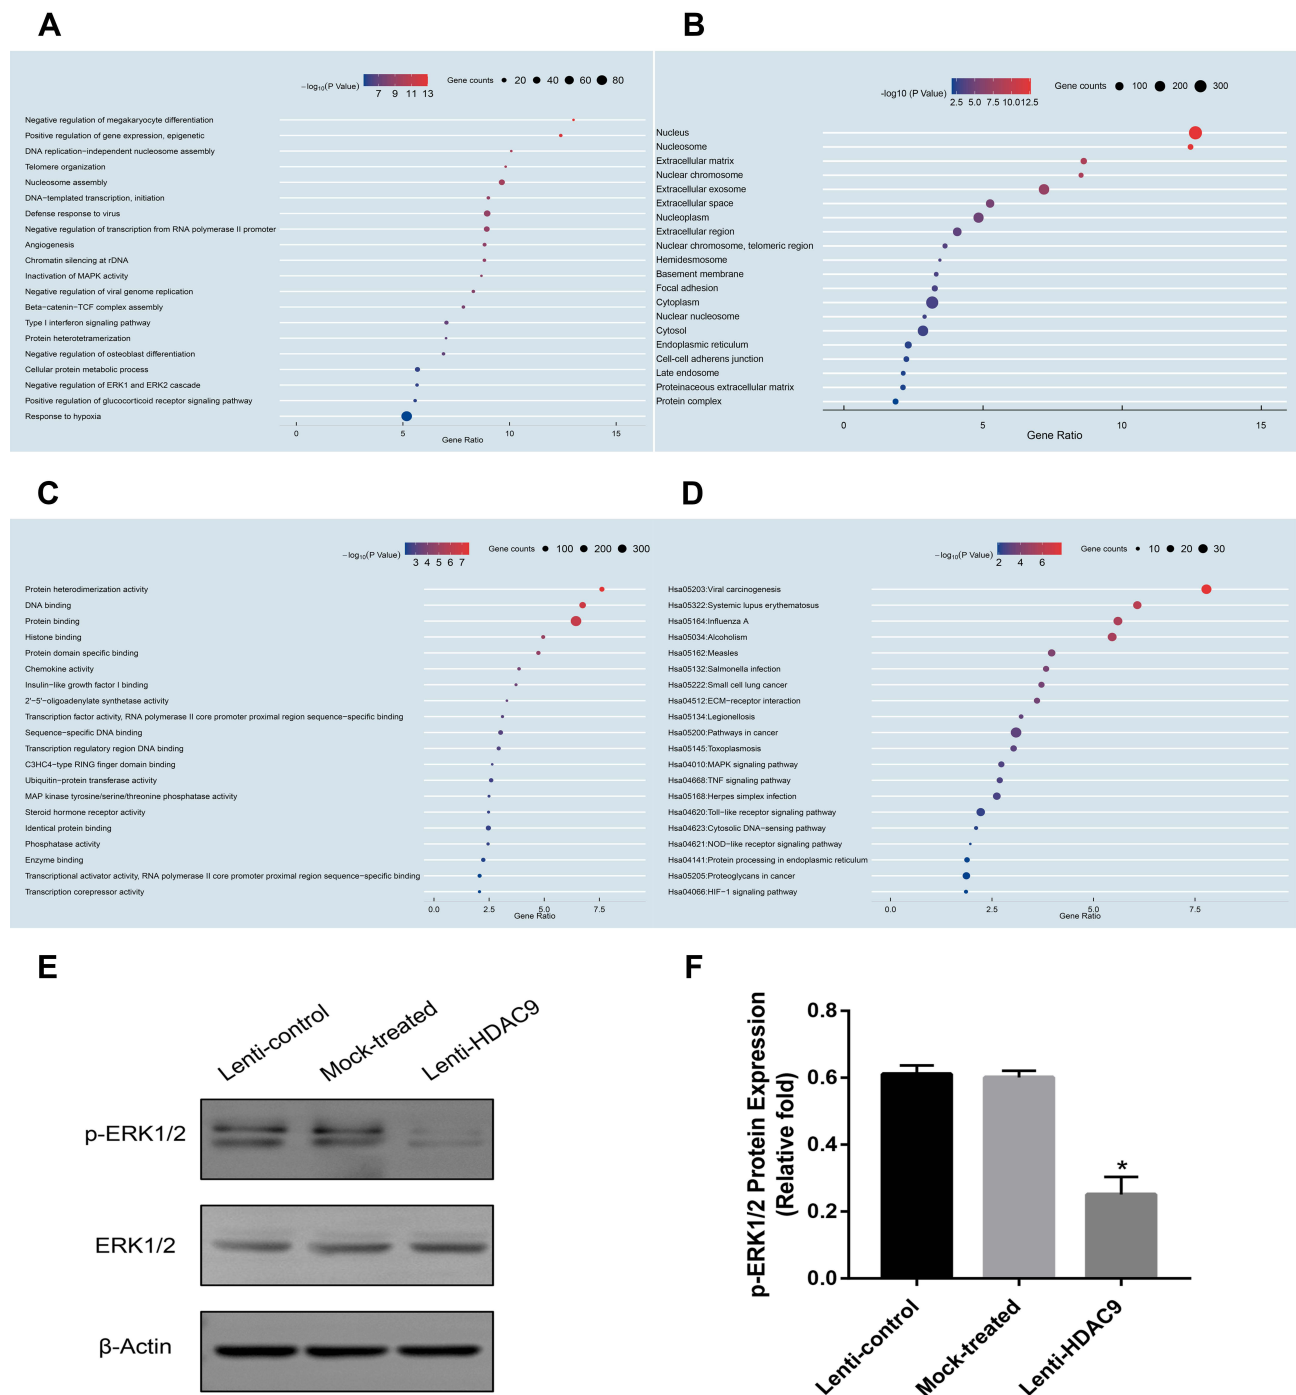 A
−log10(P Value)
7 9 11 13
Gene counts 20 40 60 80
Negative regulation of megakaryocyte differentiation
Positive regulation of gene expression, epigenetic
DNA replication−independent nucleosome assembly
Telomere organization
Nucleosome assembly
DNA−templated transcription, initiation
Defense response to virus
Negative regulation of transcription from RNA polymerase II promoter
Angiogenesis
Chromatin silencing at rDNA
Inactivation of MAPK activity
Negative regulation of viral genome replication
Beta−catenin−TCF complex assembly
Type I interferon signaling pathway
Protein heterotetramerization
Negative regulation of osteoblast differentiation
Cellular protein metabolic process
Negative regulation of ERK1 and ERK2 cascade
Positive regulation of glucocorticoid receptor signaling pathway
Response to hypoxia
0 5 10 15
Gene Ratio
B
-log10 (P Value)
2.5 5.0 7.5 10.0 12.5
Gene counts 100 200 300
Nucleus
Nucleosome
Extracellular matrix
Nuclear chromosome
Extracellular exosome
Extracellular space
Nucleoplasm
Extracellular region
Nuclear chromosome, telomeric region
Hemidesmosome
Basement membrane
Focal adhesion
Cytoplasm
Nuclear nucleosome
Cytosol
Endoplasmic reticulum
Cell-cell adherens junction
Late endosome
Proteinaceous extracellular matrix
Protein complex
0 5 10 15
Gene Ratio
C
−log10(P Value)
3 4 5 6 7
Gene counts 100 200 300
Protein heterodimerization activity
DNA binding
Protein binding
Histone binding
Protein domain specific binding
Chemokine activity
Insulin−like growth factor I binding
2'−5'−oligoadenylate synthetase activity
Transcription factor activity, RNA polymerase II core promoter proximal region sequence−specific binding
Sequence−specific DNA binding
Transcription regulatory region DNA binding
C3HC4−type RING finger domain binding
Ubiquitin−protein transferase activity
MAP kinase tyrosine/serine/threonine phosphatase activity
Steroid hormone receptor activity
Identical protein binding
Phosphatase activity
Enzyme binding
Transcriptional activator activity, RNA polymerase II core promoter proximal region sequence−specific binding
Transcription corepressor activity
0.0 2.5 5.0 7.5
Gene Ratio
D
−log10(P Value)
2 4 6
Gene counts 10 20 30
Hsa05203:Viral carcinogenesis
Hsa05322:Systemic lupus erythematosus
Hsa05164:Influenza A
Hsa05034:Alcoholism
Hsa05162:Measles
Hsa05132:Salmonella infection
Hsa05222:Small cell lung cancer
Hsa04512:ECM−receptor interaction
Hsa05134:Legionellosis
Hsa05200:Pathways in cancer
Hsa05145:Toxoplasmosis
Hsa04010:MAPK signaling pathway
Hsa04668:TNF signaling pathway
Hsa05168:Herpes simplex infection
Hsa04620:Toll−like receptor signaling pathway
Hsa04623:Cytosolic DNA−sensing pathway
Hsa04621:NOD−like receptor signaling pathway
Hsa04141:Protein processing in endoplasmic reticulum
Hsa05205:Proteoglycans in cancer
Hsa04066:HIF−1 signaling pathway
0.0 2.5 5.0 7.5
Gene Ratio
E
Lenti-control
Mock-treated
Lenti-HDAC9
p-ERK1/2
ERK1/2
β-Actin
F
p-ERK1/2 Protein Expression
(Relative fold)
0.8
0.6
0.4
0.2
0.0
*
Lenti-control
Mock-treated
Lenti-HDAC9